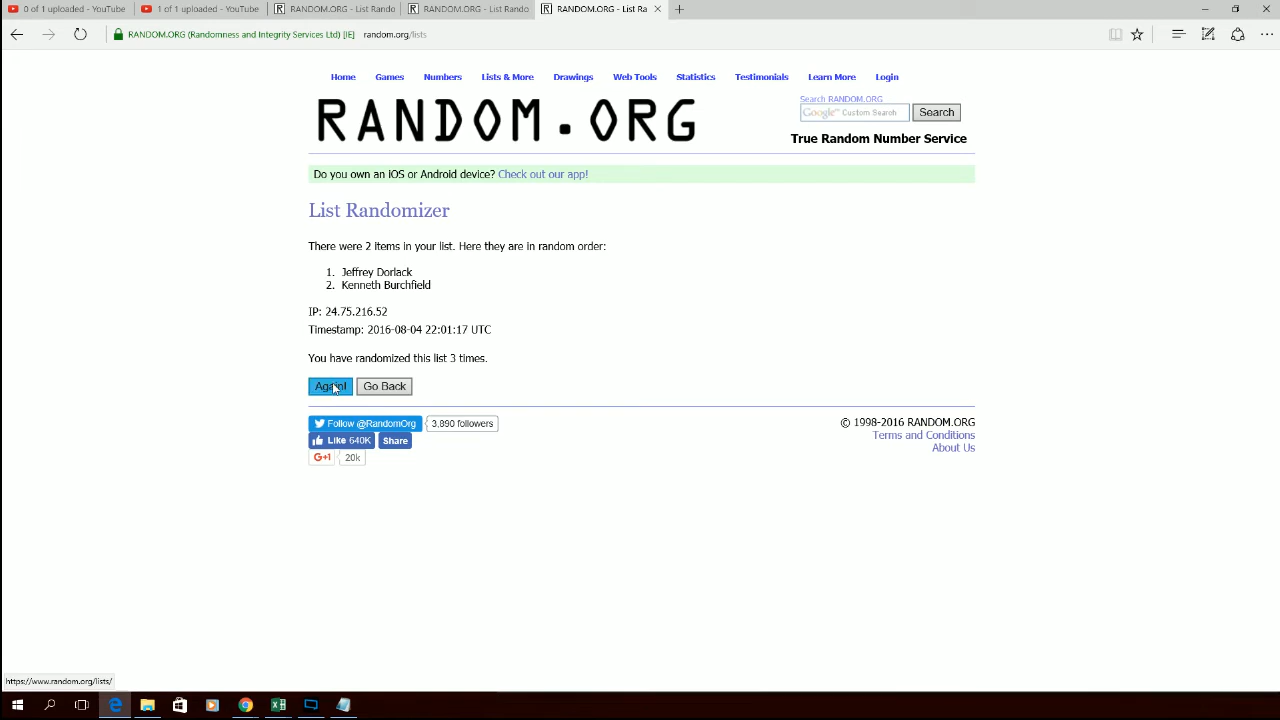 0 of 1 uploaded - YouTube
1 of 1 uploaded - YouTube
RANDOM.ORG - List Rando
RANDOM.ORG - List Rando
RANDOM.ORG - List Ra
RANDOM.ORG (Randomness and Integrity Services Ltd) [IE] random.org/lists
Home Games Numbers Lists & More Drawings Web Tools Statistics Testimonials Learn More Login
Search RANDOM.ORG
RANDOM.ORG
Google™ Custom Search Search
True Random Number Service
Do you own an iOS or Android device? Check out our app!
List Randomizer
There were 2 items in your list. Here they are in random order:
1. Jeffrey Dorlack
2. Kenneth Burchfield
IP: 24.75.216.52
Timestamp: 2016-08-04 22:01:17 UTC
You have randomized this list 3 times.
Again! Go Back
Follow @RandomOrg 3,890 followers
Like 640K Share
G+1 20k
© 1998-2016 RANDOM.ORG
Terms and Conditions
About Us
https://www.random.org/lists/